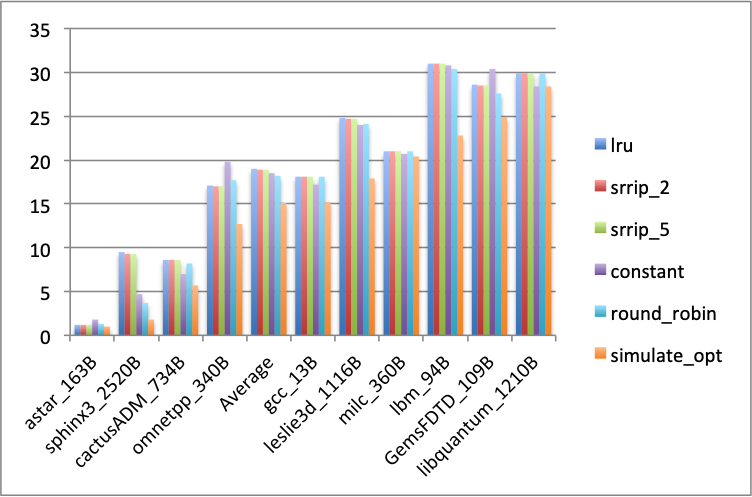 35
30
25
20
15
10
5
0
astar_163B
sphinx3_2520B
cactusADM_734B
omnetpp_340B
Average
gcc_13B
leslie3d_1116B
milc_360B
lbm_94B
GemsFDTD_109B
libquantum_1210B
lru
srrip_2
srrip_5
constant
round_robin
simulate_opt